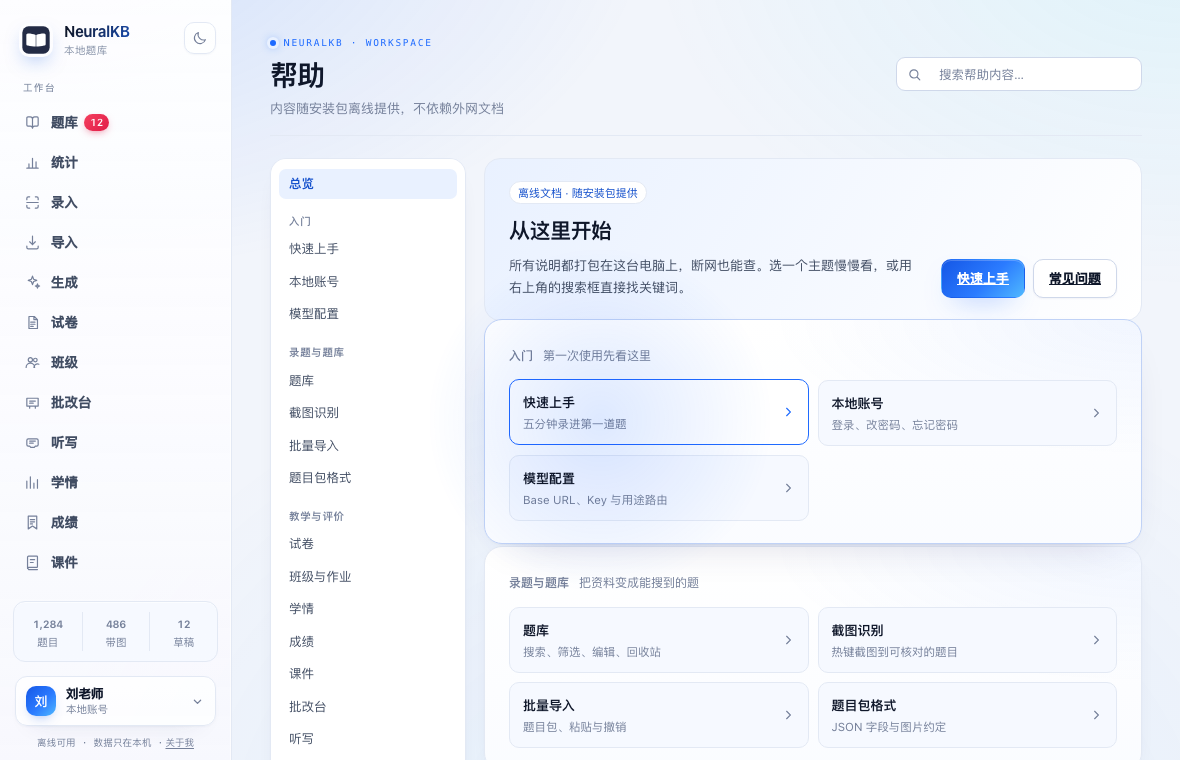 NeuralKB
本地题库
工作台
题库 12
统计
录入
导入
生成
试卷
班级
批改台
听写
学情
成绩
课件
1,284 486 12
题目 带图 草稿
刘 刘老师
本地账号
离线可用 · 数据只在本机 · 关于我
NEURALKB · WORKSPACE
帮助
内容随安装包离线提供，不依赖外网文档
搜索帮助内容...
总览
入门
快速上手
本地账号
模型配置
录题与题库
题库
截图识别
批量导入
题目包格式
教学与评价
试卷
班级与作业
学情
成绩
课件
批改台
听写
离线文档 · 随安装包提供
从这里开始
所有说明都打包在这台电脑上，断网也能查。选一个主题慢慢看，或用
右上角的搜索框直接找关键词。
快速上手 常见问题
入门 第一次使用先看这里
快速上手
五分钟录进第一道题
本地账号
登录、改密码、忘记密码
模型配置
Base URL、Key 与用途路由
录题与题库 把资料变成能搜到的题
题库
搜索、筛选、编辑、回收站
截图识别
热键截图到可核对的题目
批量导入
题目包、粘贴与撤销
题目包格式
JSON 字段与图片约定